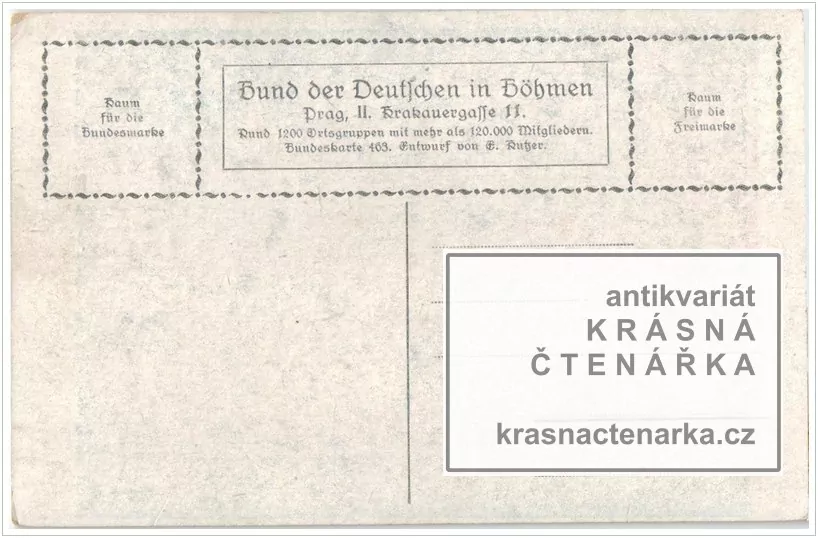 Raum
für die
Bundesmarke
Bund der Deutschen in Böhmen
Prag, II. Krakauergasse 11.
Rund 1200 Ortsgruppen mit mehr als 120.000 Mitgliedern.
Bundeskarte 463. Entwurf von E. Rutzer.
Raum
für die
Freimarke
antikvariát
KRÁSNÁ
ČTENÁŘKA
krasnactenarka.cz